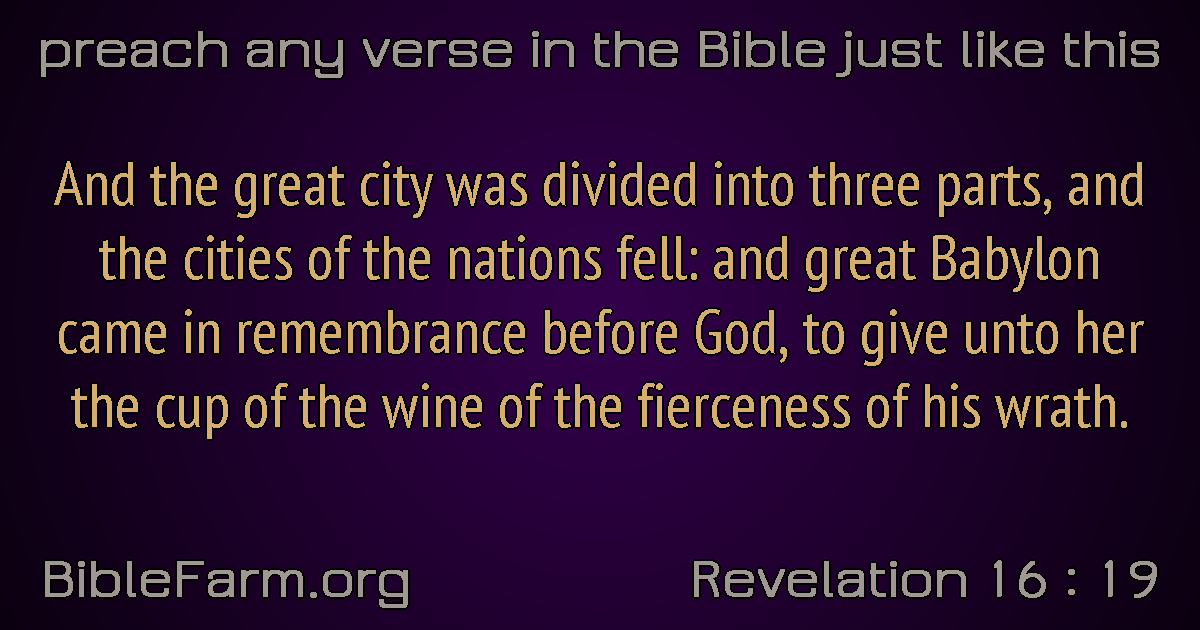 preach any verse in the Bible just like this
And the great city was divided into three parts, and
the cities of the nations fell: and great Babylon
came in remembrance before God, to give unto her
the cup of the wine of the fierceness of his wrath.
BibleFarm.org
Revelation 16 : 19